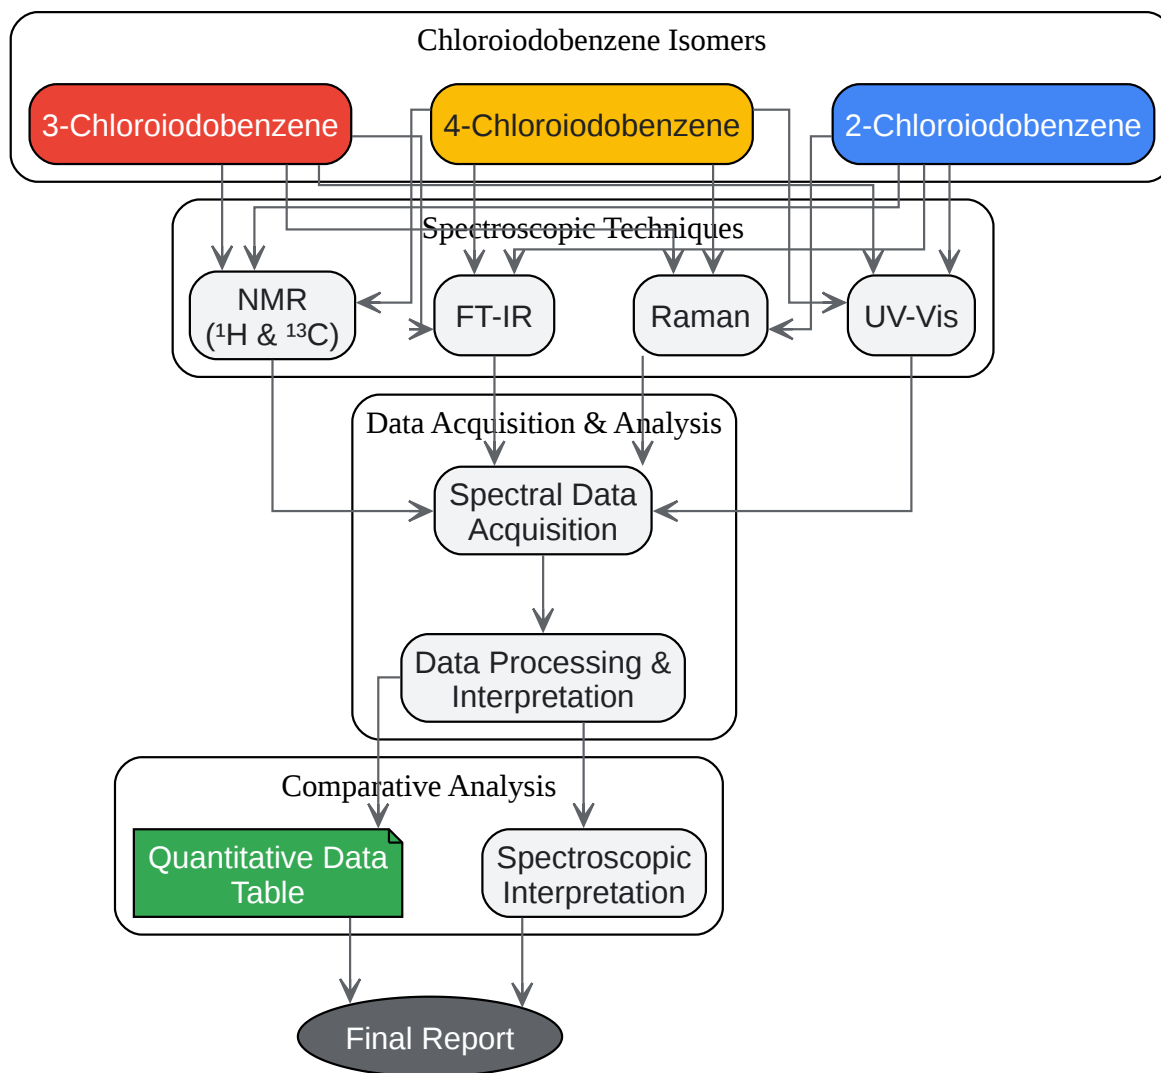 Chloroiodobenzene Isomers
3-Chloroiodobenzene
4-Chloroiodobenzene
2-Chloroiodobenzene
Spectroscopic Techniques
NMR
(¹H & ¹³C)
FT-IR
Raman
UV-Vis
Data Acquisition & Analysis
Spectral Data
Acquisition
Data Processing &
Interpretation
Comparative Analysis
Quantitative Data
Table
Spectroscopic
Interpretation
Final Report